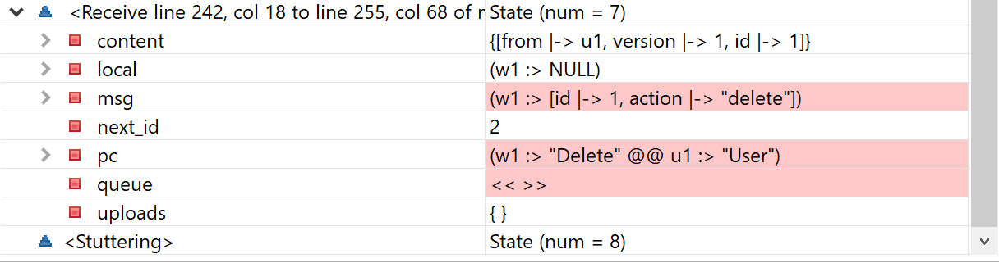 <Receive line 242, col 18 to line 255, col 68 of State (num = 7)
content {[from |-> u1, version |-> 1, id |-> 1]}
local (w1 :> NULL)
msg (w1 :> [id |-> 1, action |-> "delete"])
next_id 2
pc (w1 :> "Delete" @@ u1 :> "User")
queue << >>
uploads { }
<Stuttering> State (num = 8)